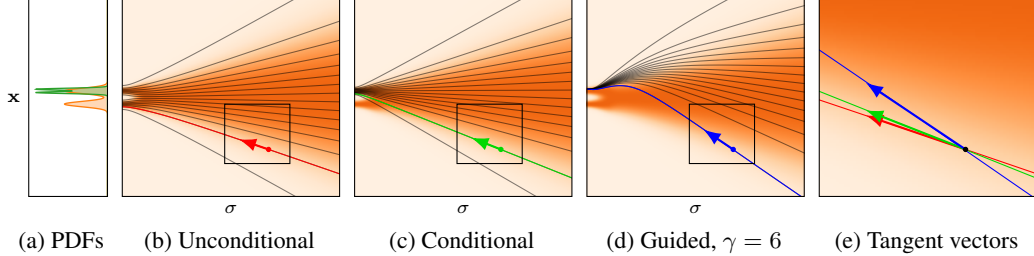 x
σ
σ
σ
(a) PDFs
(b) Unconditional
(c) Conditional
(d) Guided, γ = 6
(e) Tangent vectors